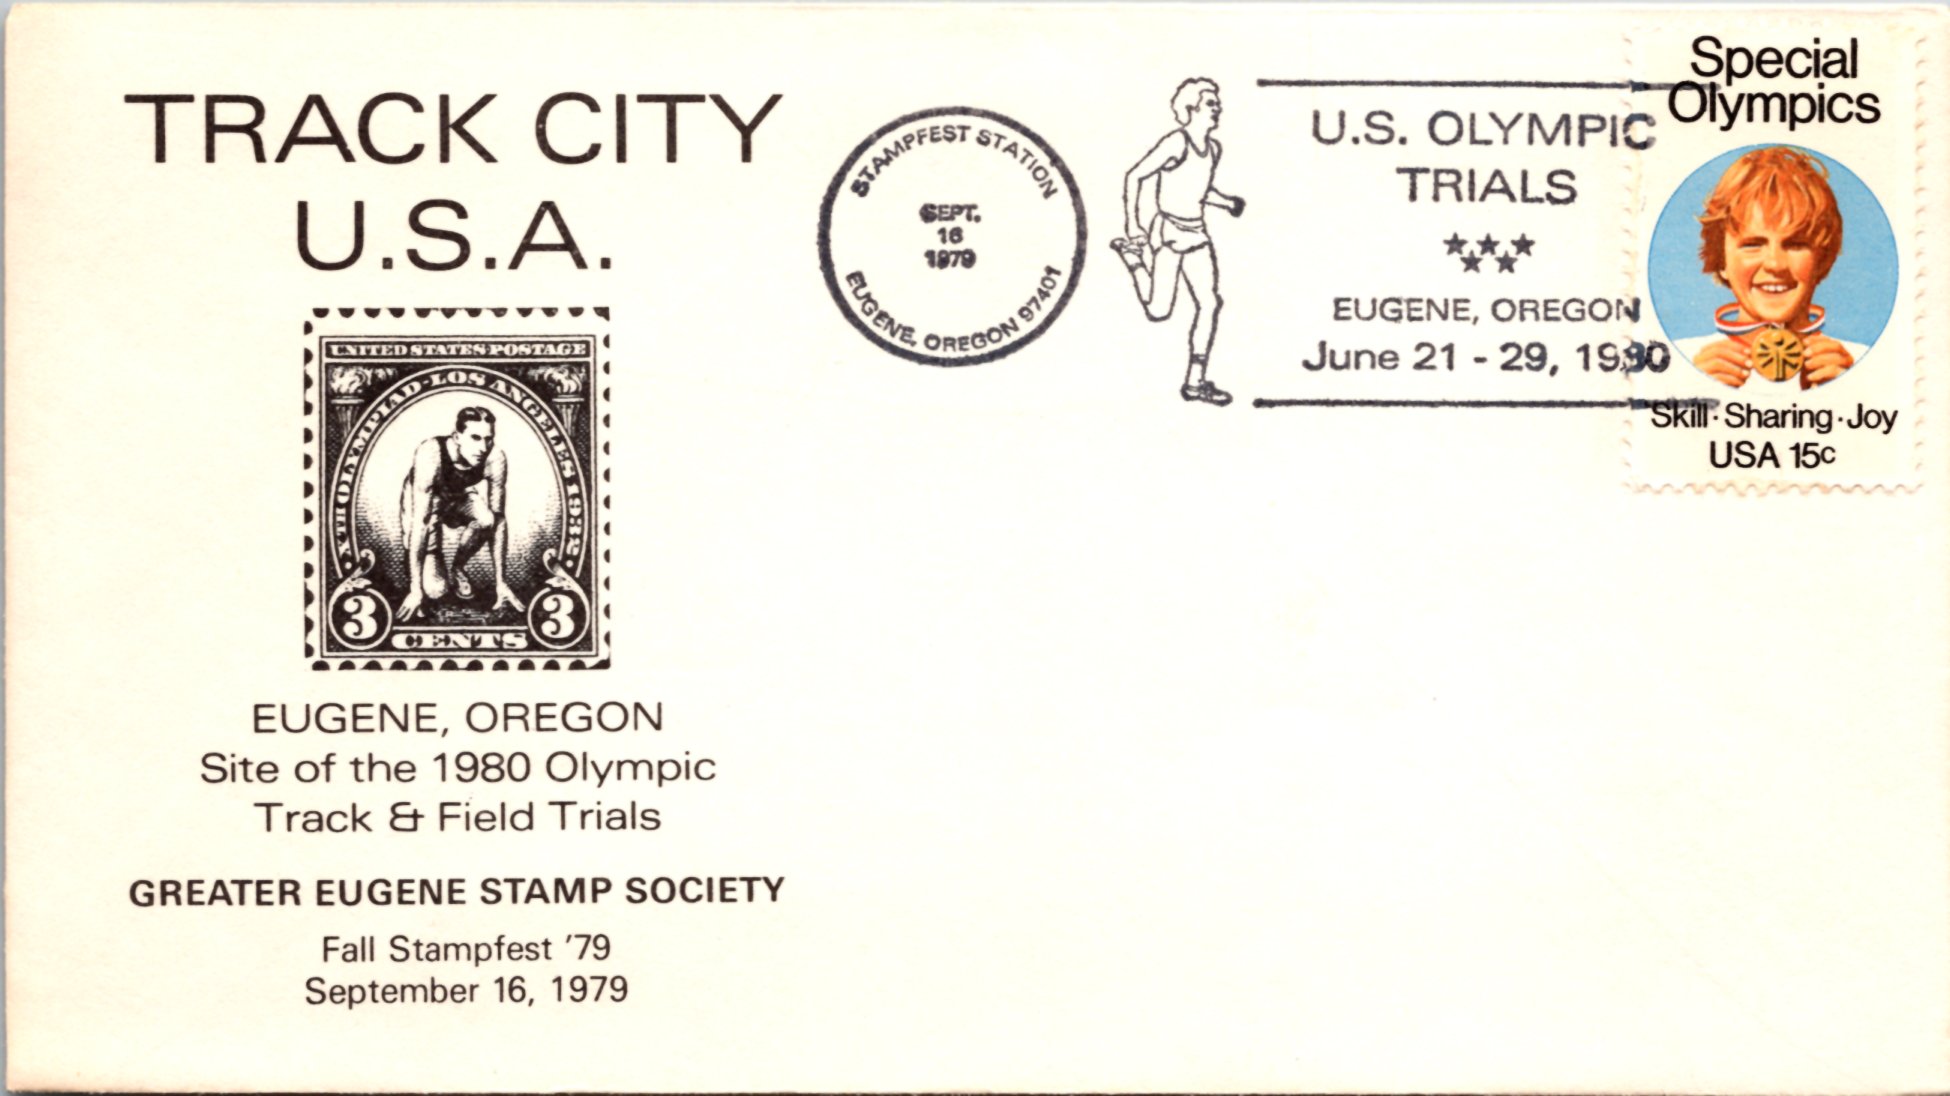 TRACK CITY
U.S.A.
UNITED STATES POSTAGE
XTH OLYMPIAD · LOS ANGELES 1932
3 3
CENTS
EUGENE, OREGON
Site of the 1980 Olympic
Track & Field Trials
GREATER EUGENE STAMP SOCIETY
Fall Stampfest '79
September 16, 1979
STAMPFEST STATION
SEPT.
16
1979
EUGENE, OREGON 97401
U.S. OLYMPIC
TRIALS
EUGENE, OREGON
June 21 - 29, 1980
Special
Olympics
Skill · Sharing · Joy
USA 15c